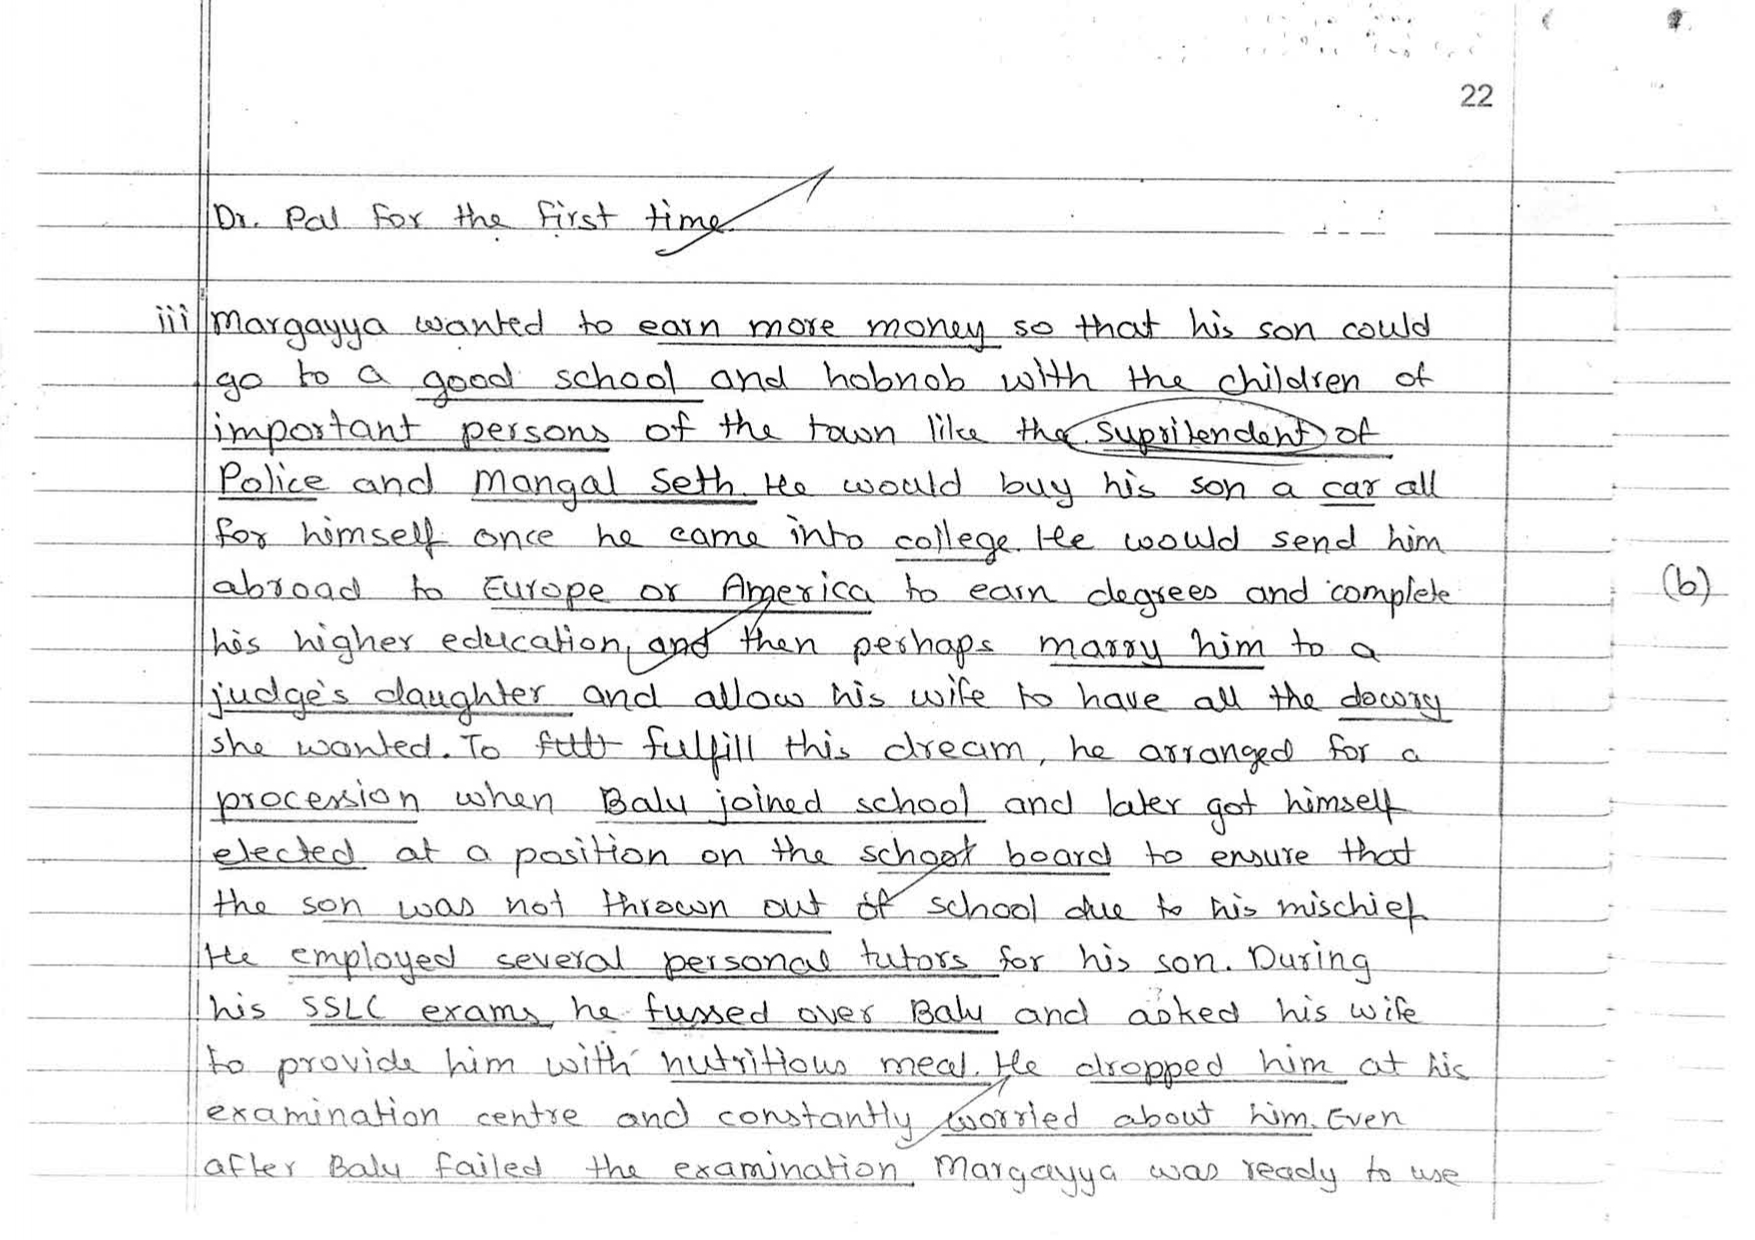 22
Dr. Pal for the first time.
iii Margayya wanted to earn more money so that his son could
go to a good school and hobnob with the children of
important persons of the town like the Supritendent of
Police and Mangal Seth. He would buy his son a car all
for himself once he came into college. He would send him
abroad to Europe or America to earn degrees and complete
(b)
his higher education, and then perhaps marry him to a
judge's daughter and allow his wife to have all the dowry
she wanted. To fulfill this dream, he arranged for a
procession when Balu joined school and later got himself
elected at a position on the school board to ensure that
the son was not thrown out of school due to his mischief.
He employed several personal tutors for his son. During
his SSLC exams, he fussed over Balu and asked his wife
to provide him with nutritious meal. He dropped him at his
examination centre and constantly worried about him. Even
after Balu failed the examination, Margayya was ready to use